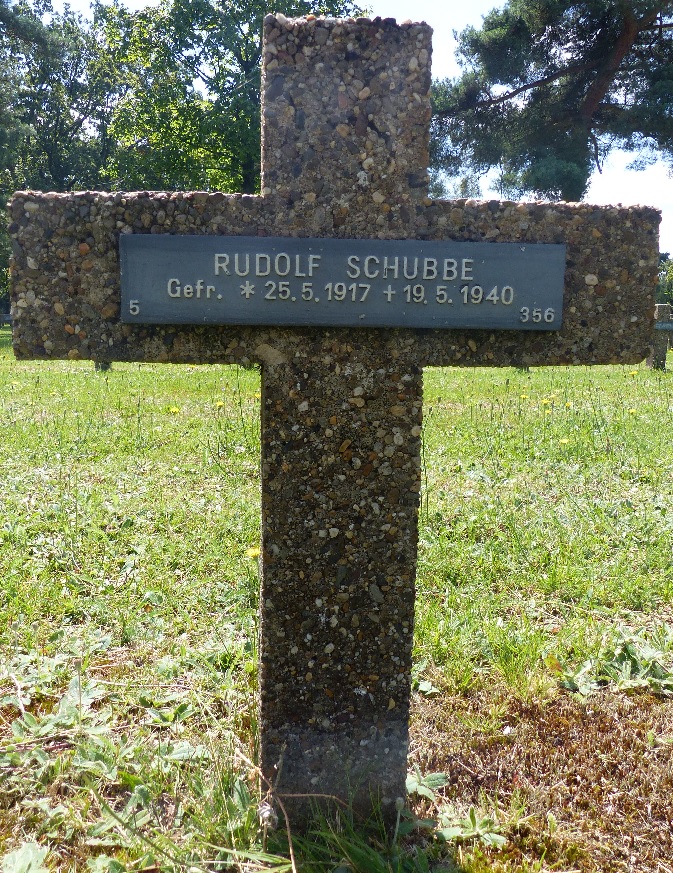 RUDOLF SCHUBBE
Gefr. * 25.5.1917 + 19.5.1940
5 356